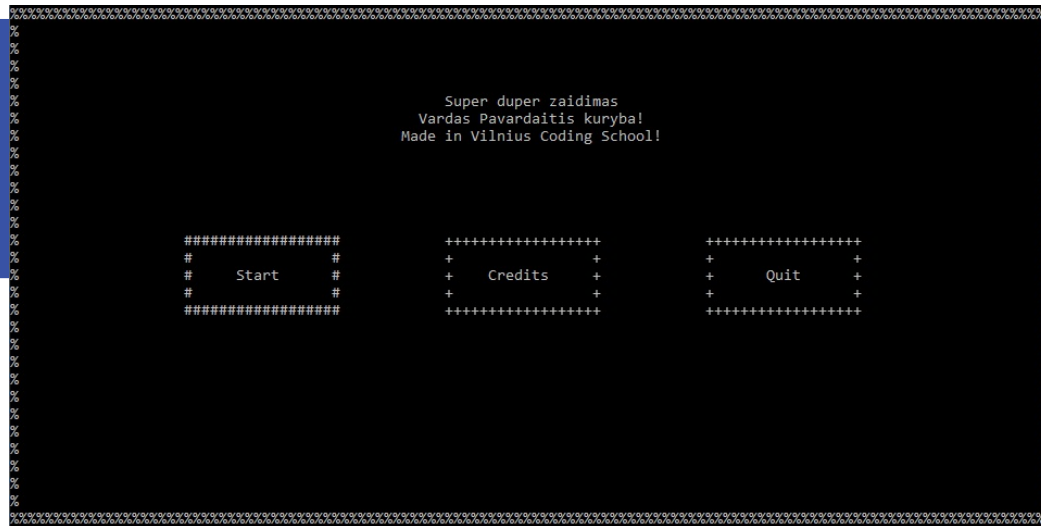 Super duper zaidimas
Vardas Pavardaitis kuryba!
Made in Vilnius Coding School!
Start Credits Quit